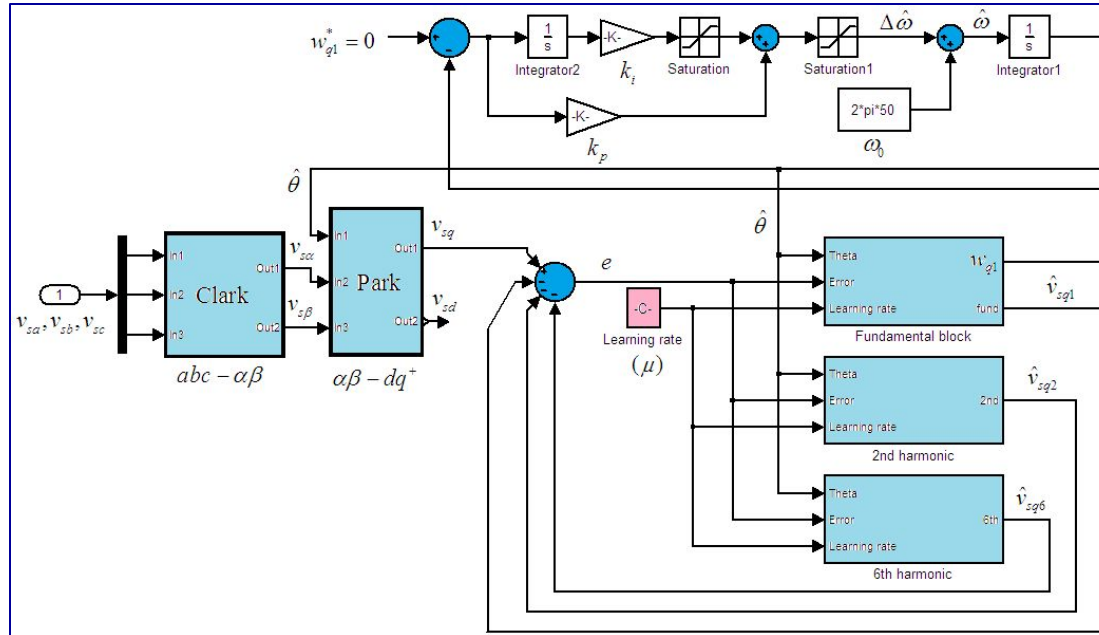 w*q1 = 0
1/s
Integrator2
-K-
ki
Saturation
Saturation1
Δω̂
ω̂
1/s
Integrator1
-K-
kp
2*pi*50
ω0
θ̂
1
vsa, vsb, vsc
In1
In2
In3
Clark
Out1
Out2
abc − αβ
vsα
vsβ
In1
In2
In3
Park
Out1
Out2
αβ − dq+
vsq
vsd
e
-C-
Learning rate
(μ)
θ̂
Theta
Error
Learning rate
wq1
fund
Fundamental block
v̂sq1
Theta
Error
Learning rate
2nd
2nd harmonic
v̂sq2
Theta
Error
Learning rate
6th
6th harmonic
v̂sq6